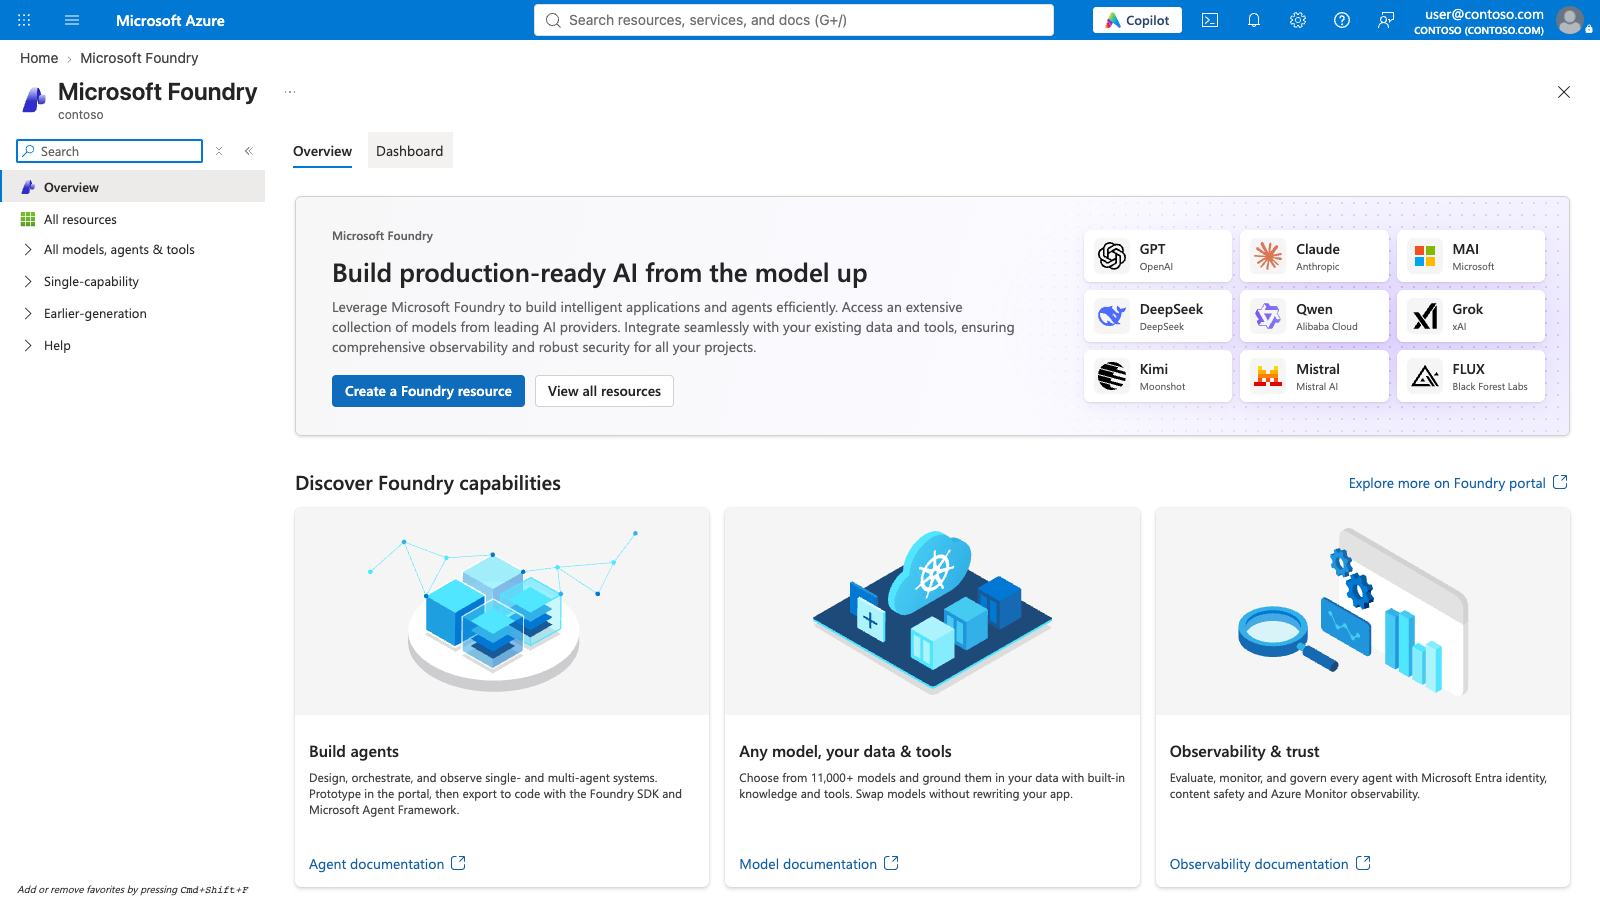 Microsoft Azure
Search resources, services, and docs (G+/)
Copilot
user@contoso.com
CONTOSO (CONTOSO.COM)
Home
Microsoft Foundry
Microsoft Foundry
contoso
Search
Overview
All resources
All models, agents & tools
Single-capability
Earlier-generation
Help
Add or remove favorites by pressing Cmd+Shift+F
Overview
Dashboard
Microsoft Foundry
Build production-ready AI from the model up
Leverage Microsoft Foundry to build intelligent applications and agents efficiently. Access an extensive
collection of models from leading AI providers. Integrate seamlessly with your existing data and tools, ensuring
comprehensive observability and robust security for all your projects.
Create a Foundry resource
View all resources
GPT
OpenAI
Claude
Anthropic
MAI
Microsoft
DeepSeek
DeepSeek
Qwen
Alibaba Cloud
Grok
xAI
Kimi
Moonshot
Mistral
Mistral AI
FLUX
Black Forest Labs
Discover Foundry capabilities
Explore more on Foundry portal
Build agents
Design, orchestrate, and observe single- and multi-agent systems.
Prototype in the portal, then export to code with the Foundry SDK and
Microsoft Agent Framework.
Agent documentation
Any model, your data & tools
Choose from 11,000+ models and ground them in your data with built-in
knowledge and tools. Swap models without rewriting your app.
Model documentation
Observability & trust
Evaluate, monitor, and govern every agent with Microsoft Entra identity,
content safety and Azure Monitor observability.
Observability documentation